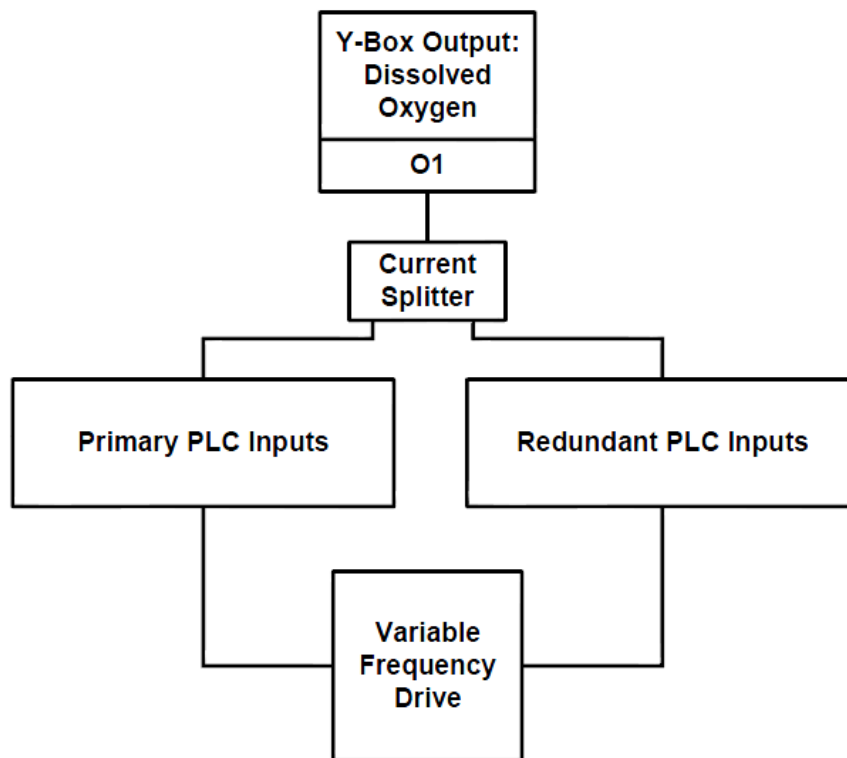 Y-Box Output:
Dissolved
Oxygen
O1
Current
Splitter
Primary PLC Inputs
Redundant PLC Inputs
Variable
Frequency
Drive